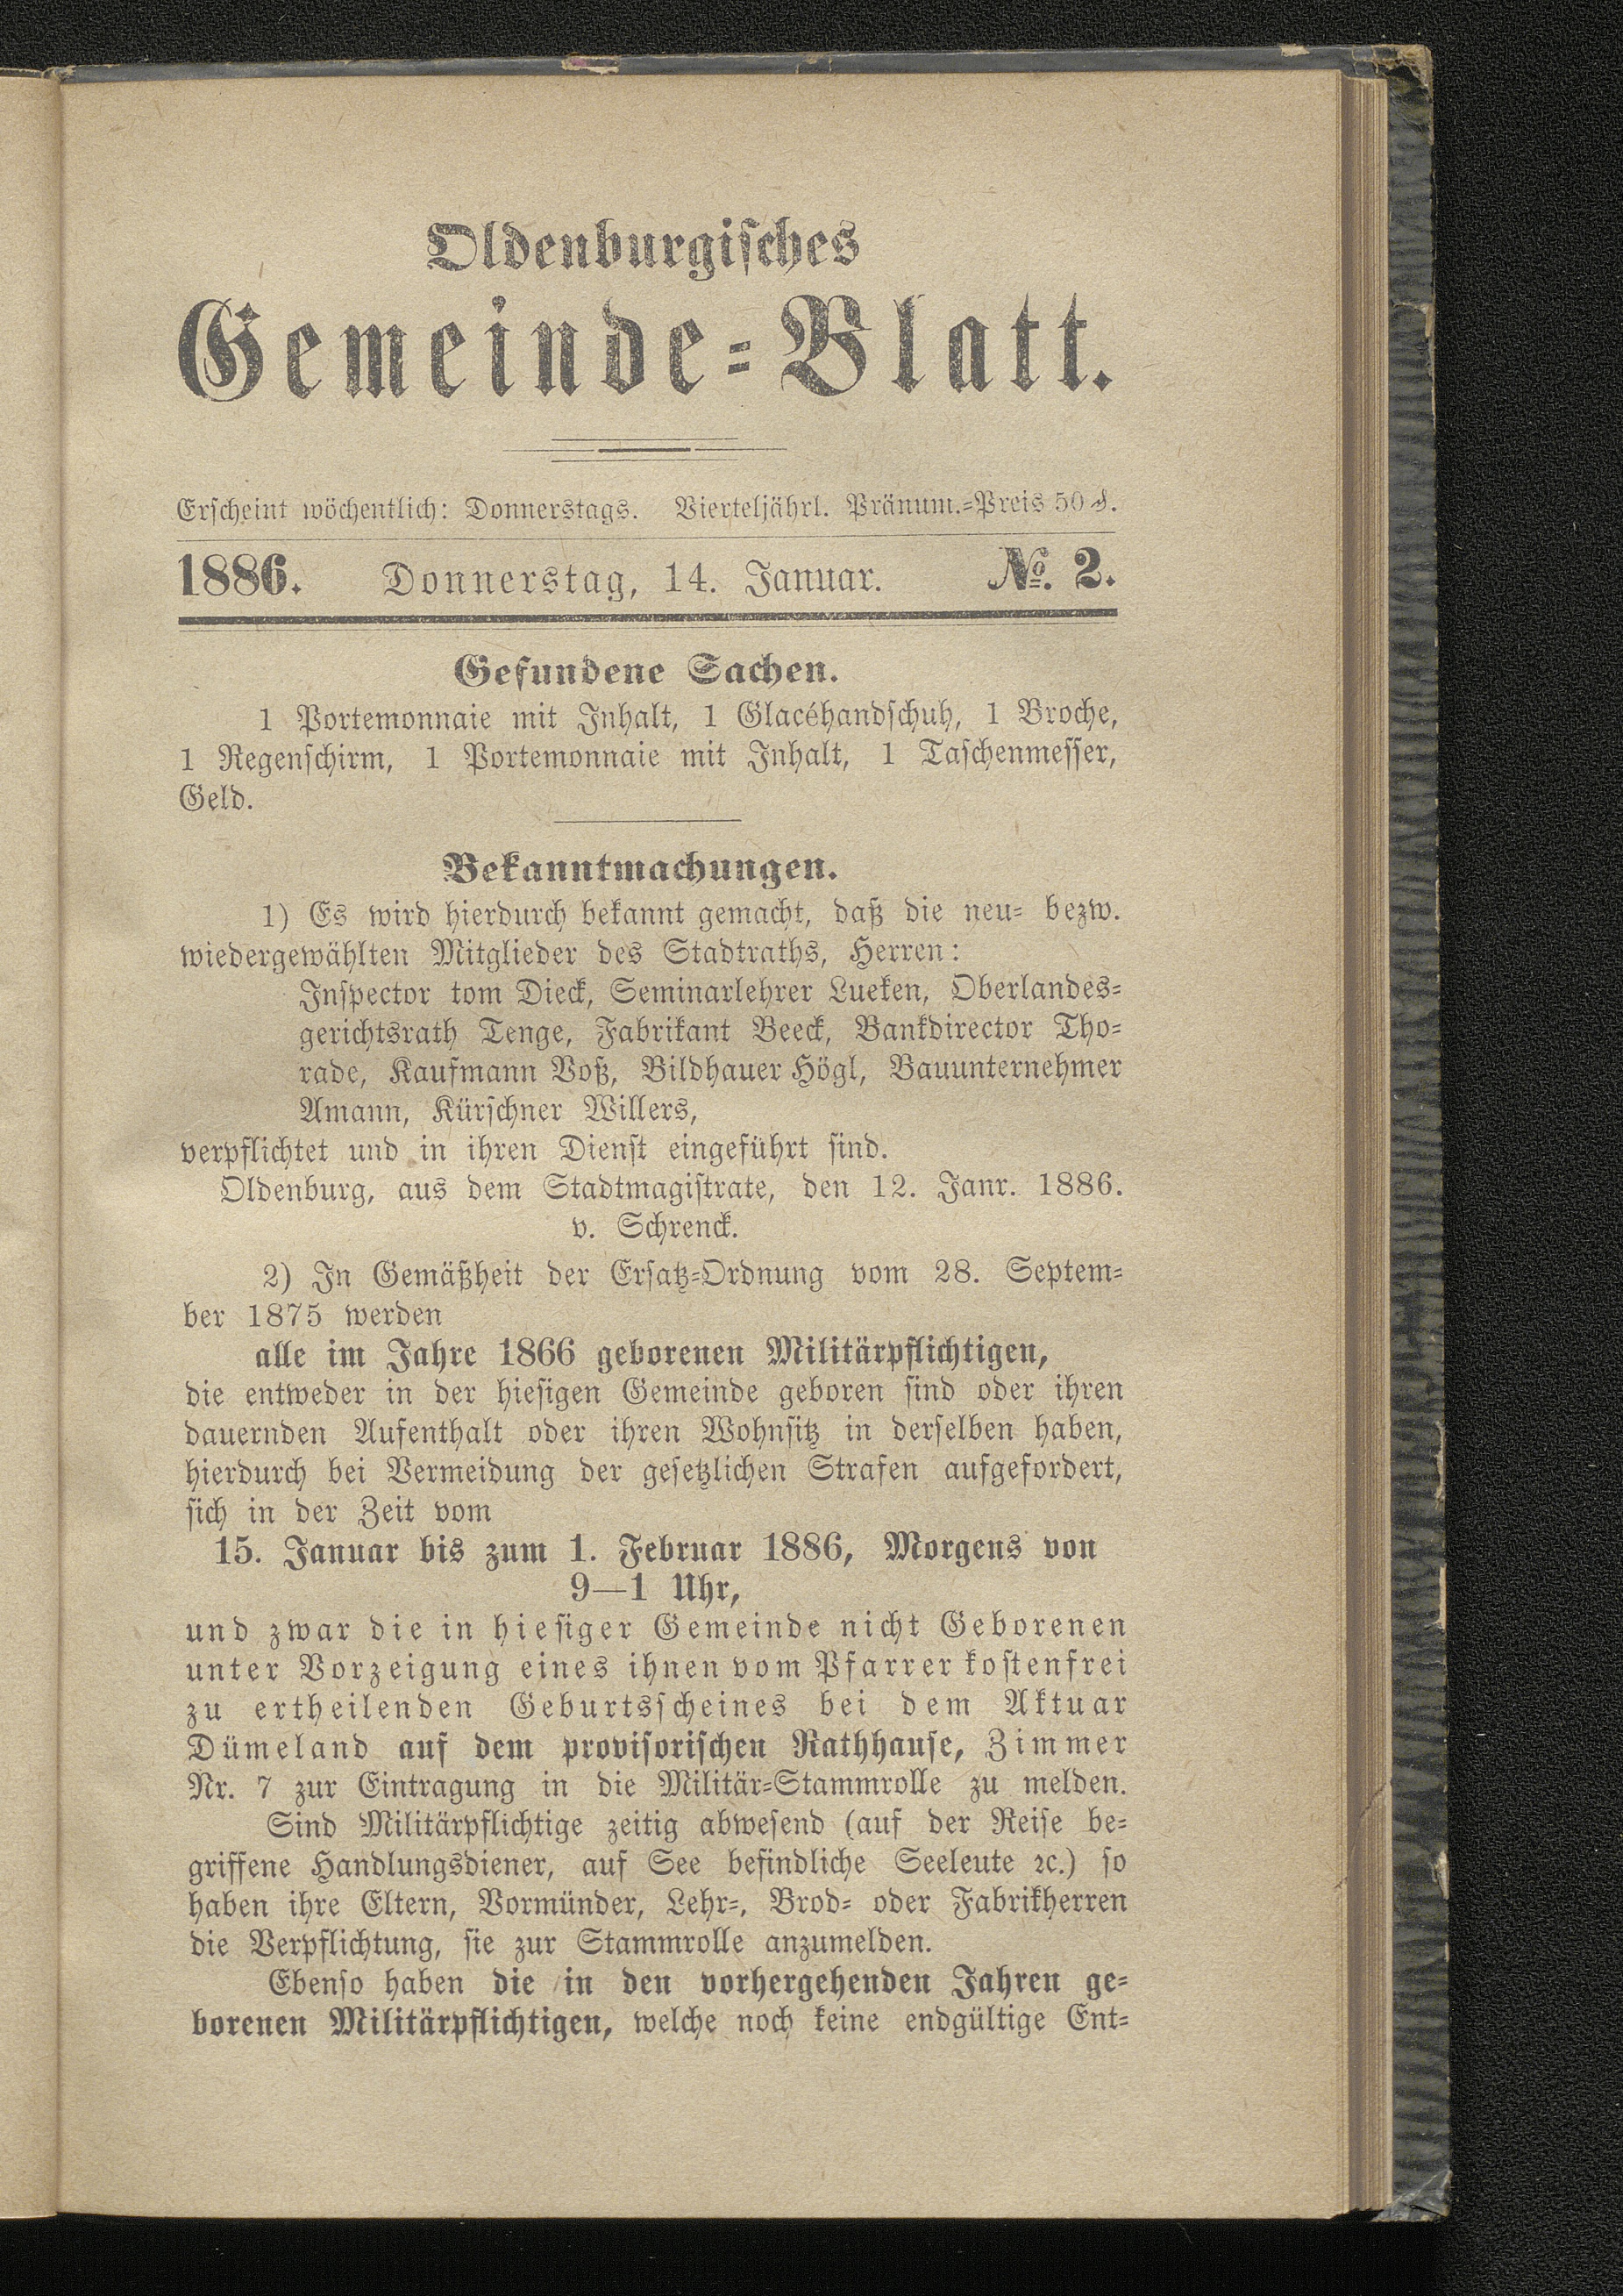 Oldenburgisches
Gemeinde-Blatt.
Erscheint wöchentlich: Donnerstags. Vierteljährl. Pränum.-Preis 50 ₰.
1886. Donnerstag, 14. Januar. №. 2.
Gefundene Sachen.
1 Portemonnaie mit Inhalt, 1 Glacéhandschuh, 1 Broche,
1 Regenschirm, 1 Portemonnaie mit Inhalt, 1 Taschenmesser,
Geld.
Bekanntmachungen.
1) Es wird hierdurch bekannt gemacht, daß die neu- bezw.
wiedergewählten Mitglieder des Stadtraths, Herren:
Inspector tom Dieck, Seminarlehrer Lueken, Oberlandes-
gerichtsrath Tenge, Fabrikant Beeck, Bankdirector Tho-
rade, Kaufmann Voß, Bildhauer Högl, Bauunternehmer
Amann, Kürschner Willers,
verpflichtet und in ihren Dienst eingeführt sind.
Oldenburg, aus dem Stadtmagistrate, den 12. Janr. 1886.
v. Schrenck.
2) In Gemäßheit der Ersatz-Ordnung vom 28. Septem-
ber 1875 werden
alle im Jahre 1866 geborenen Militärpflichtigen,
die entweder in der hiesigen Gemeinde geboren sind oder ihren
dauernden Aufenthalt oder ihren Wohnsitz in derselben haben,
hierdurch bei Vermeidung der gesetzlichen Strafen aufgefordert,
sich in der Zeit vom
15. Januar bis zum 1. Februar 1886, Morgens von
9—1 Uhr,
und zwar die in hiesiger Gemeinde nicht Geborenen
unter Vorzeigung eines ihnen vom Pfarrer kostenfrei
zu ertheilenden Geburtsscheines bei dem Aktuar
Dümeland auf dem provisorischen Rathhause, Zimmer
Nr. 7 zur Eintragung in die Militär-Stammrolle zu melden.
Sind Militärpflichtige zeitig abwesend (auf der Reise be-
griffene Handlungsdiener, auf See befindliche Seeleute ꝛc.) so
haben ihre Eltern, Vormünder, Lehr-, Brod- oder Fabrikherren
die Verpflichtung, sie zur Stammrolle anzumelden.
Ebenso haben die in den vorhergehenden Jahren ge-
borenen Militärpflichtigen, welche noch keine endgültige Ent-